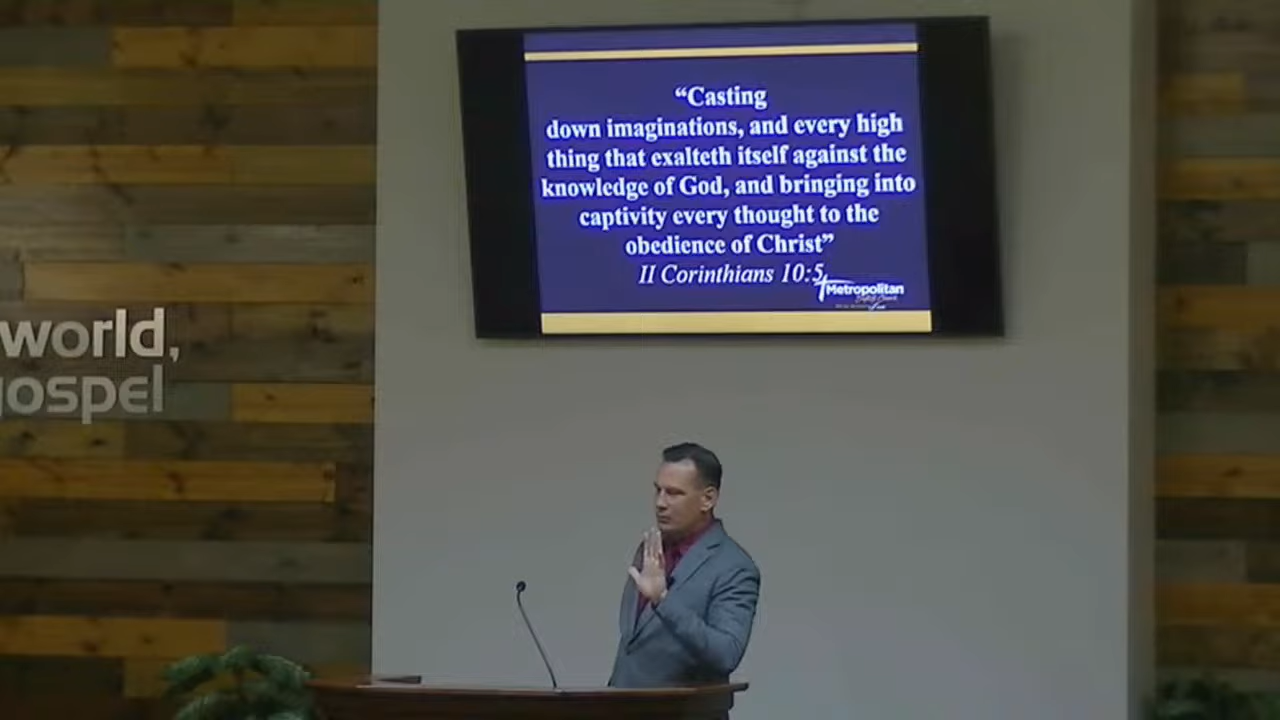 “Casting
down imaginations, and every high
thing that exalteth itself against the
knowledge of God, and bringing into
captivity every thought to the
obedience of Christ”
II Corinthians 10:5
Metropolitan
world,
gospel